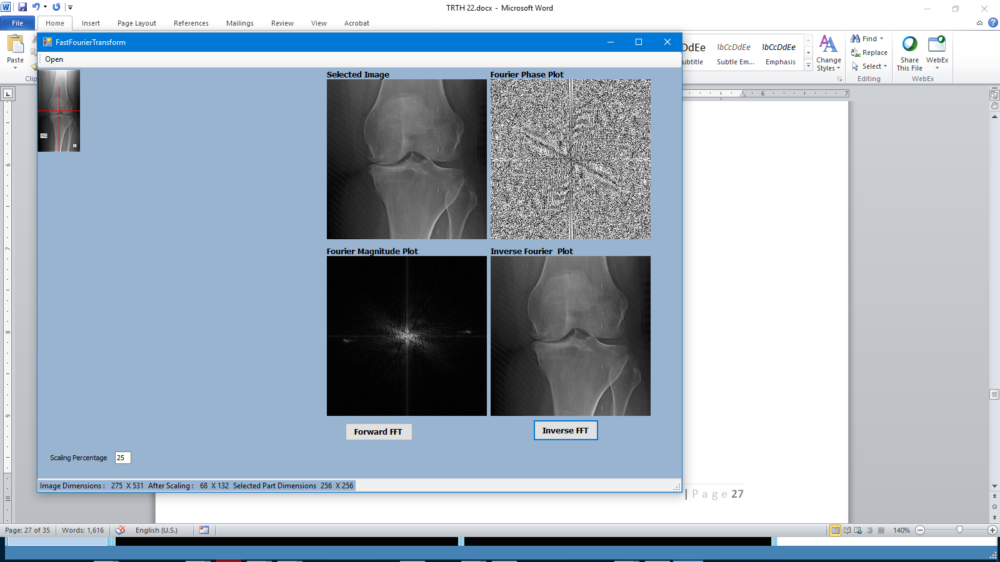 TRTH 22.docx - Microsoft Word
File Home Insert Page Layout References Mailings Review View Acrobat
Paste
Clip
FastFourierTransform
Open
ubtitle
Subtle Em...
Emphasis
Change Styles
Find
Replace
Select
Editing
Share This File
WebEx
WebEx
Selected Image
Fourier Phase Plot
Fourier Magnitude Plot
Inverse Fourier Plot
Forward FFT
Inverse FFT
Scaling Percentage 25
Image Dimensions : 275 X 531 After Scaling : 68 X 132 Selected Part Dimensions 256 X 256
| Page 27
Page: 27 of 35 Words: 1,616 English (U.S.) 140%